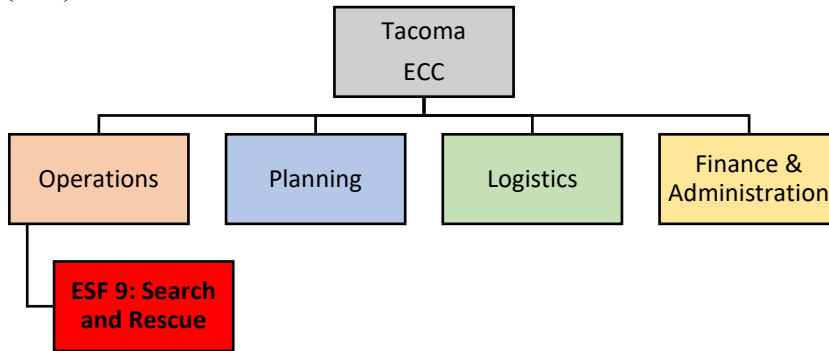 Tacoma
ECC
Operations
Planning
Logistics
Finance &
Administration
ESF 9: Search
and Rescue